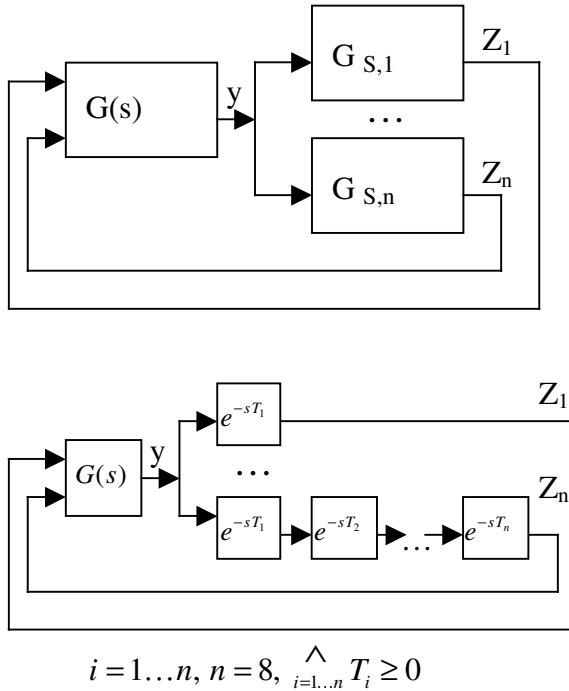 Z₁
G S,1
G(s)
y
…
G S,n
Zₙ
Z₁
e^{-sT₁}
G(s)
y
…
Zₙ
e^{-sT₁} e^{-sT₂} … e^{-sTₙ}
i = 1…n, n = 8, ∧ i=1…n Tᵢ ≥ 0